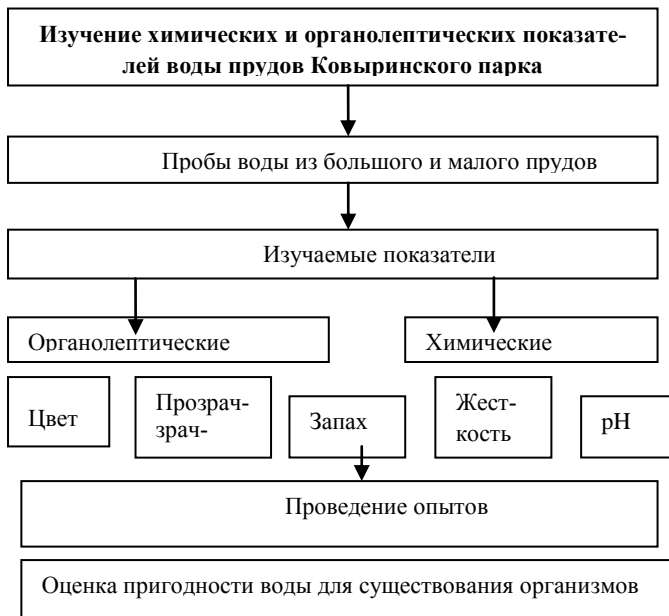 Изучение химических и органолептических показате-
лей воды прудов Ковыринского парка
Пробы воды из большого и малого прудов
Изучаемые показатели
Органолептические
Химические
Цвет
Прозрач-
зрач-
Запах
Жест-
кость
pH
Проведение опытов
Оценка пригодности воды для существования организмов